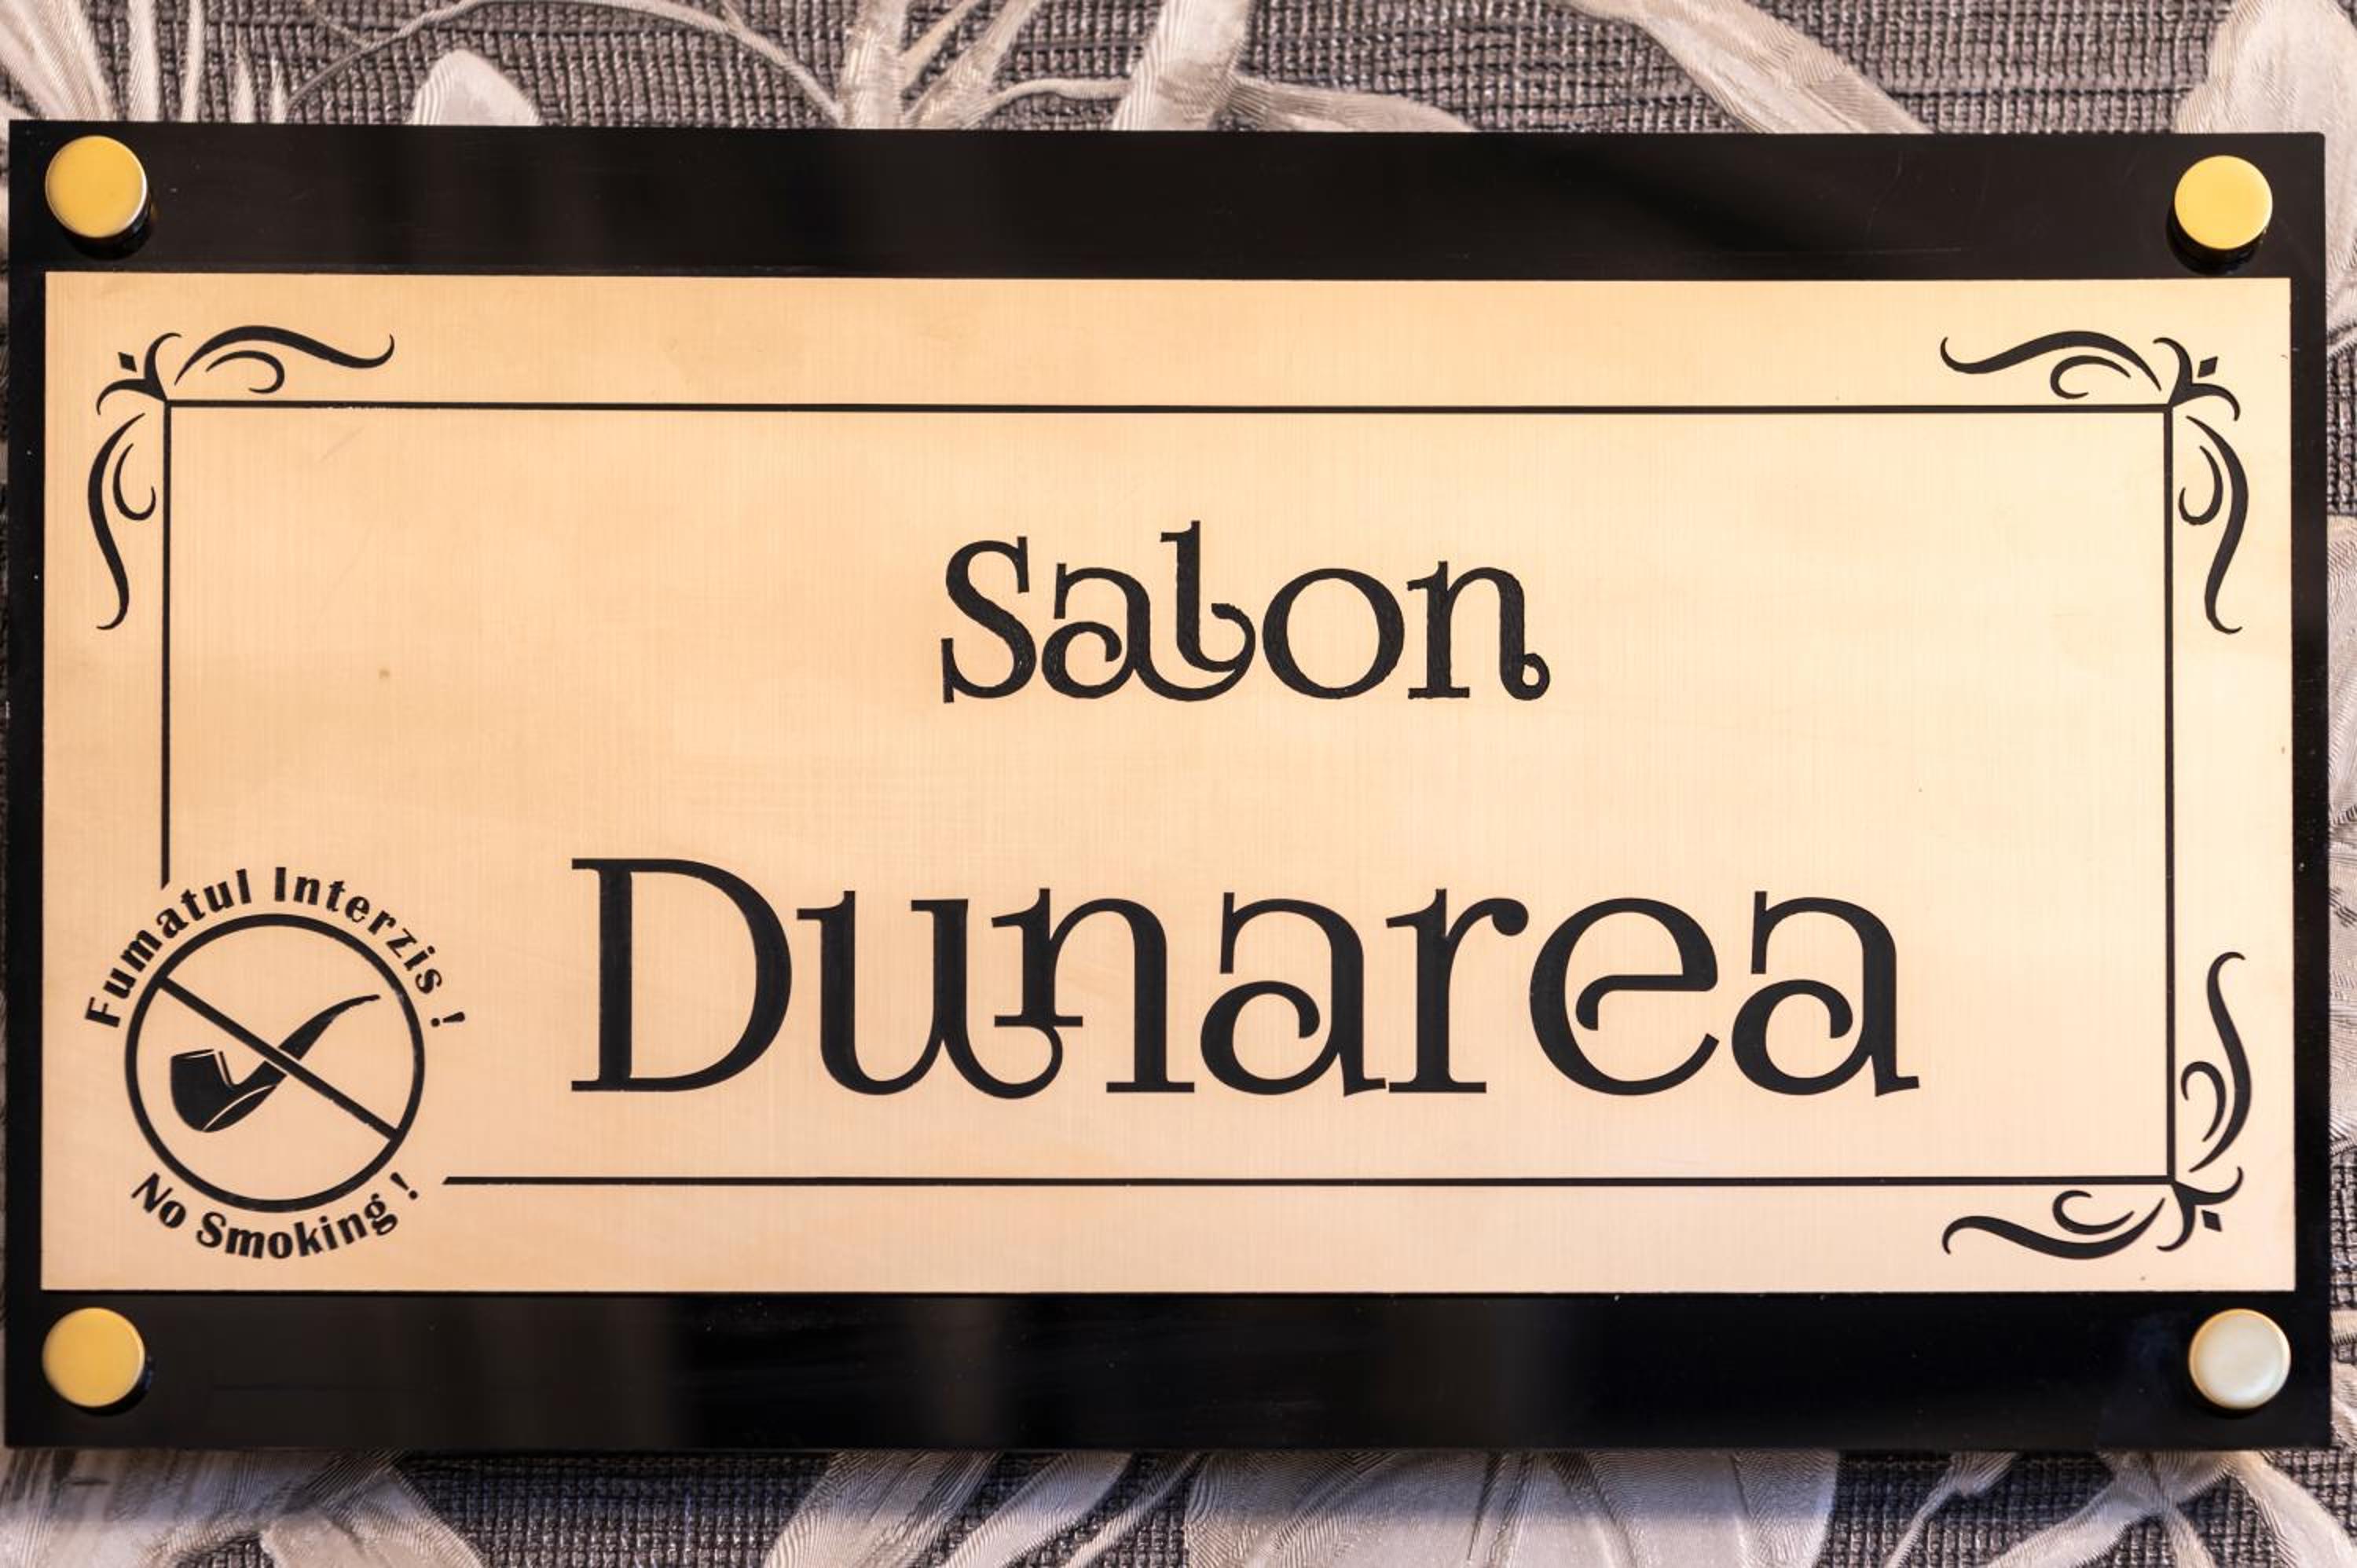 Salon
Dunarea
Fumatul Interzis !
No Smoking !